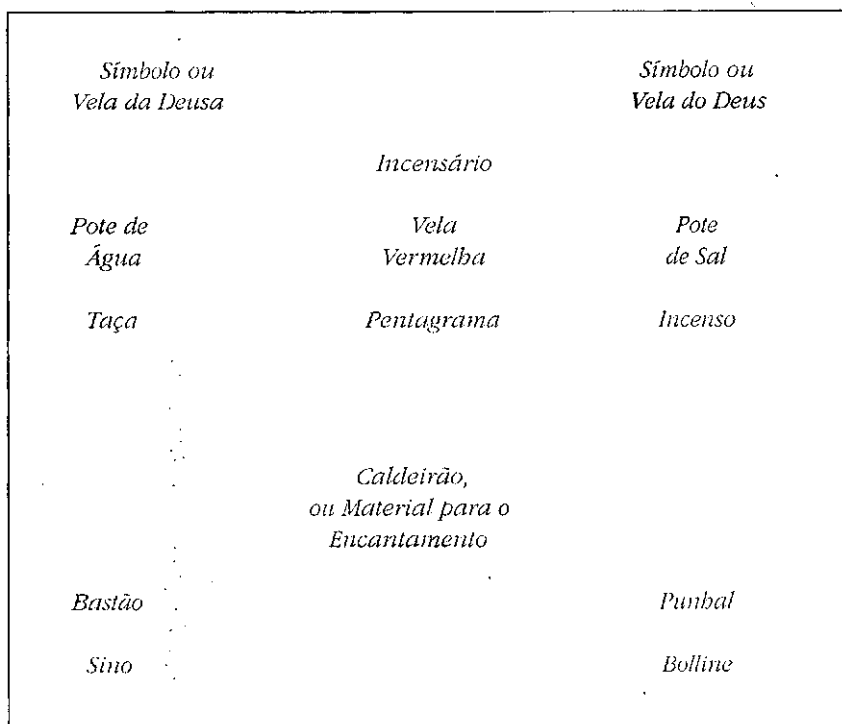 Símbolo ou
Vela da Deusa
Símbolo ou
Vela do Deus
Incensário
Pote de
Água
Vela
Vermelha
Pote
de Sal
Taça
Pentagrama
Incenso
Caldeirão,
ou Material para o
Encantamento
Bastão
Punhal
Sino
Bolline